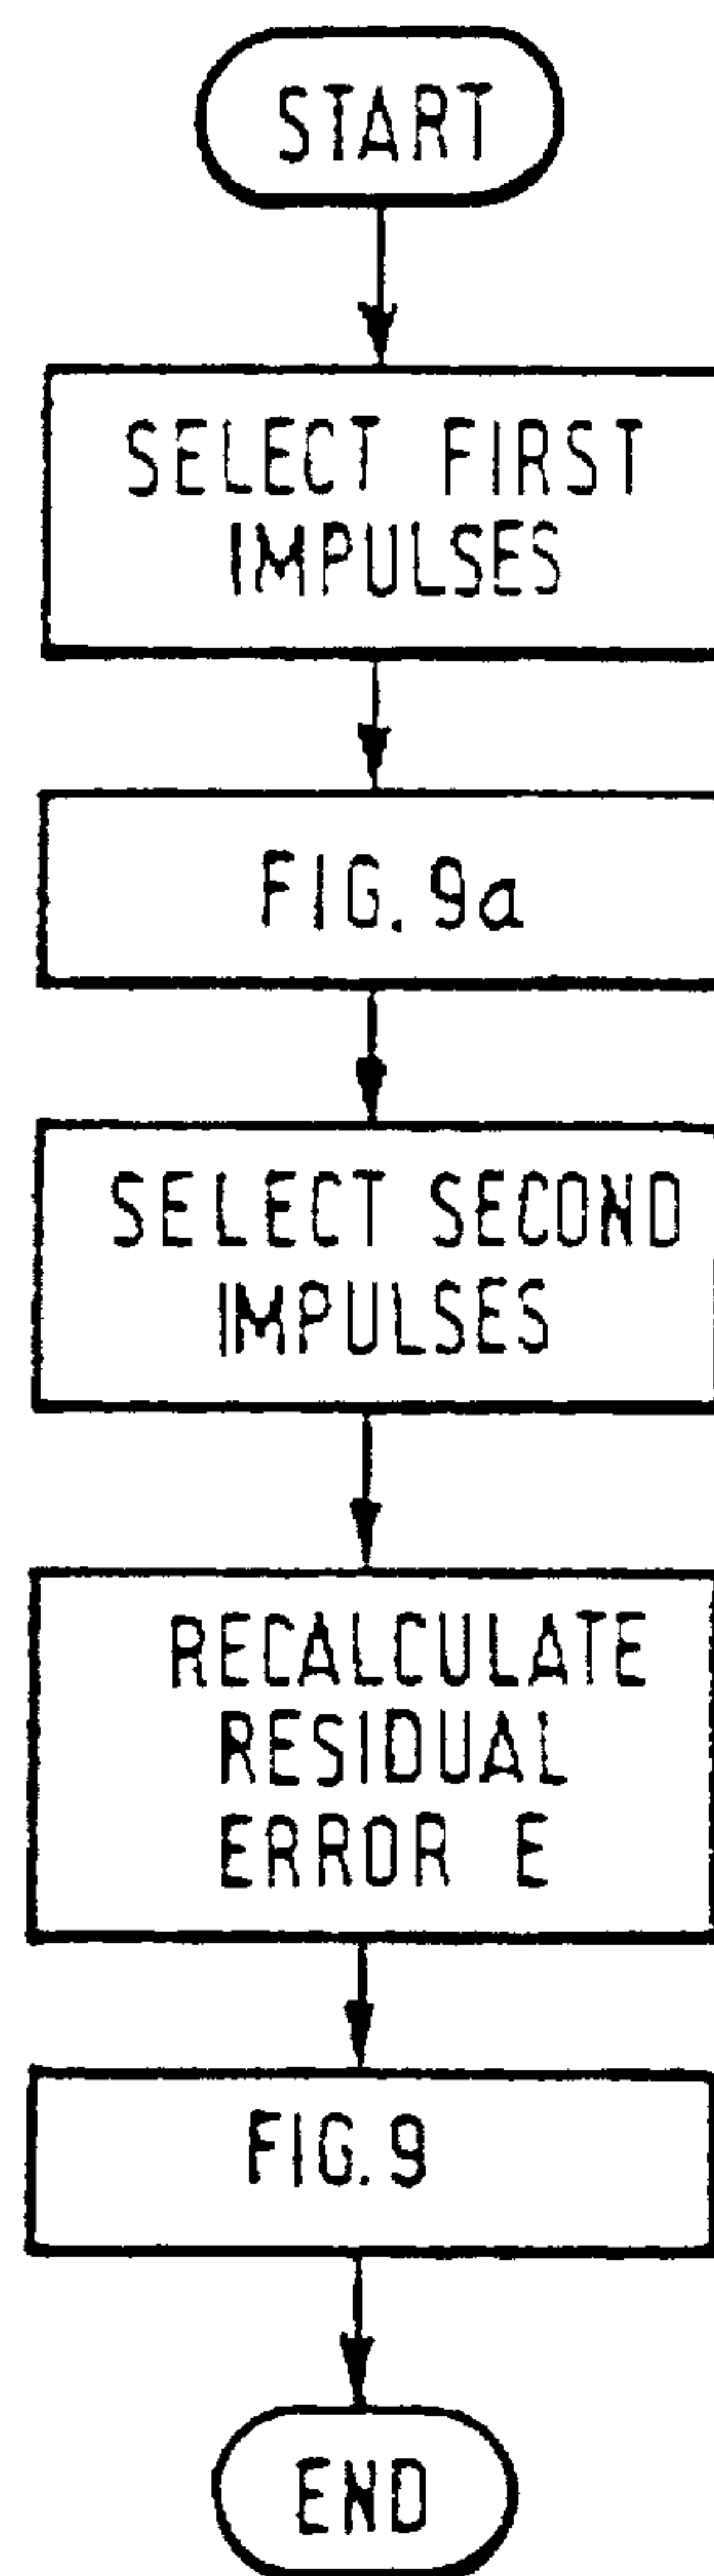 START
SELECT FIRST
IMPULSES
FIG. 9a
SELECT SECOND
IMPULSES
RECALCULATE
RESIDUAL
ERROR E
FIG. 9
END